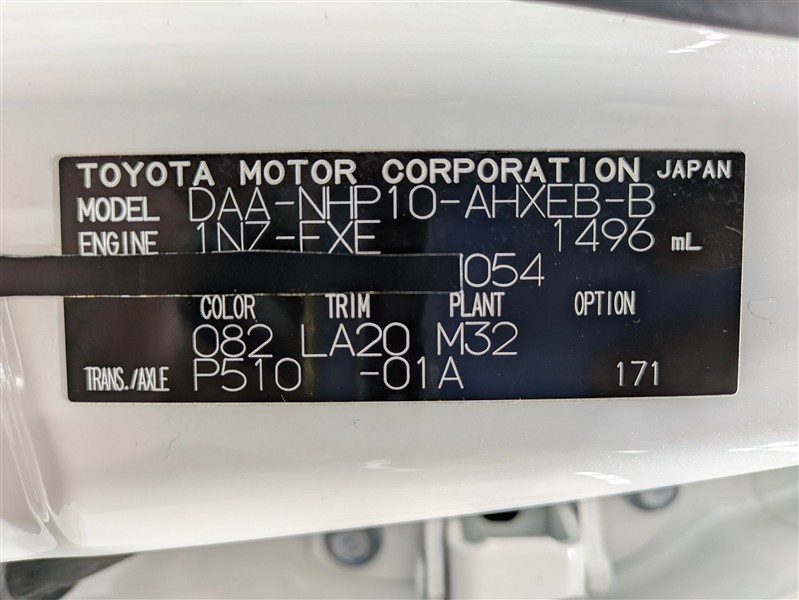 TOYOTA MOTOR CORPORATION JAPAN
MODEL DAA-NHP10-AHXEB-B
ENGINE 1NZ-FXE 1496 mL
054
COLOR TRIM PLANT OPTION
082 LA20 M32
TRANS./AXLE P510 -01A 171